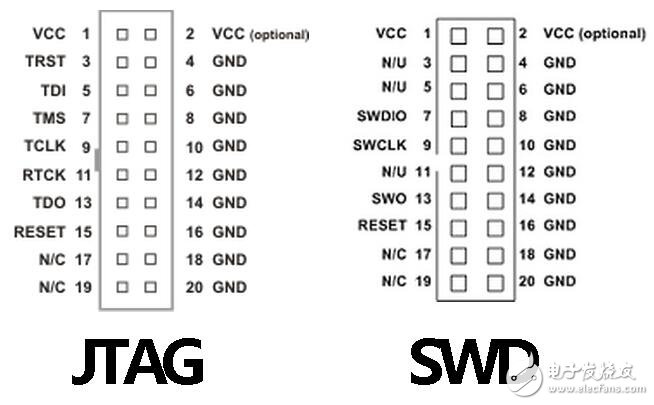 VCC 1 2 VCC (optional)
TRST 3 4 GND
TDI 5 6 GND
TMS 7 8 GND
TCLK 9 10 GND
RTCK 11 12 GND
TDO 13 14 GND
RESET 15 16 GND
N/C 17 18 GND
N/C 19 20 GND
JTAG
VCC 1 2 VCC (optional)
N/U 3 4 GND
N/U 5 6 GND
SWDIO 7 8 GND
SWCLK 9 10 GND
N/U 11 12 GND
SWO 13 14 GND
RESET 15 16 GND
N/C 17 18 GND
N/C 19 20 GND
SWD
电子发烧友
www.elecfans.com